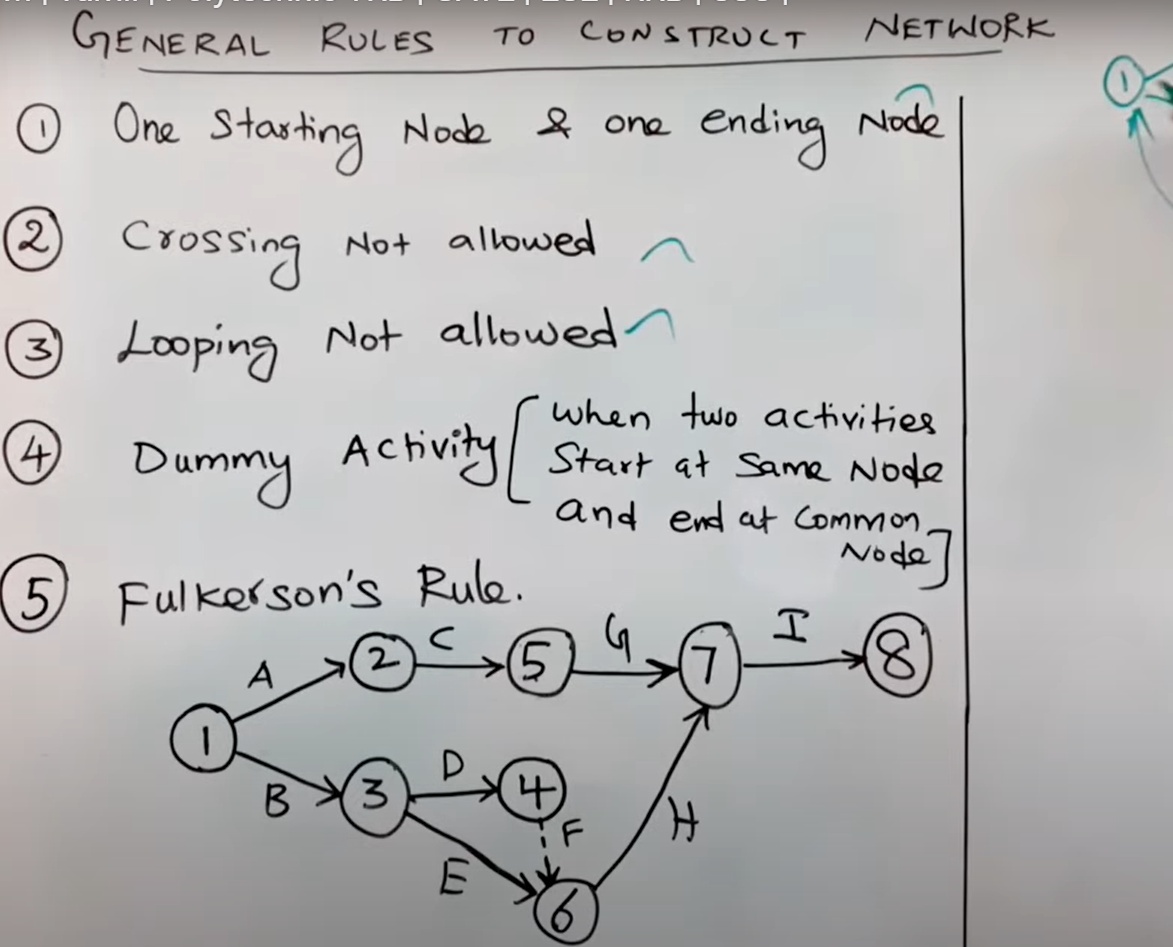 GENERAL RULES TO CONSTRUCT NETWORK
① One Starting Node & one ending Node
② Crossing Not allowed
③ Looping Not allowed
④ Dummy Activity [when two activities
Start at Same Node
and end at Common
Node]
⑤ Fulkerson's Rule.
A 2 C 5 G 7 I 8
1
B 3 D 4
F H
E
6
1